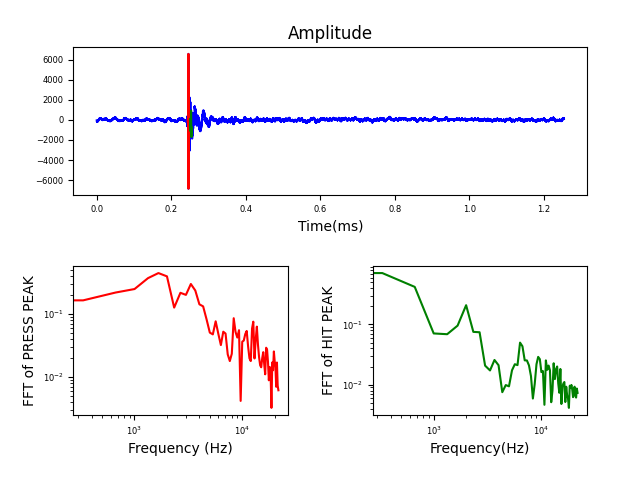 Amplitude
6000
4000
2000
0
−2000
−4000
−6000
0.0 0.2 0.4 0.6 0.8 1.0 1.2
Time(ms)
FFT of PRESS PEAK
10⁻¹
10⁻²
10³ 10⁴
Frequency (Hz)
FFT of HIT PEAK
10⁻¹
10⁻²
10³ 10⁴
Frequency(Hz)